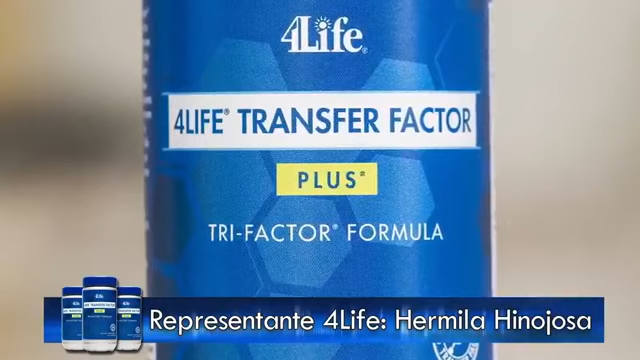 4Life®
4LIFE® TRANSFER FACTOR
PLUS®
TRI-FACTOR® FORMULA
Representante 4Life: Hermila Hinojosa